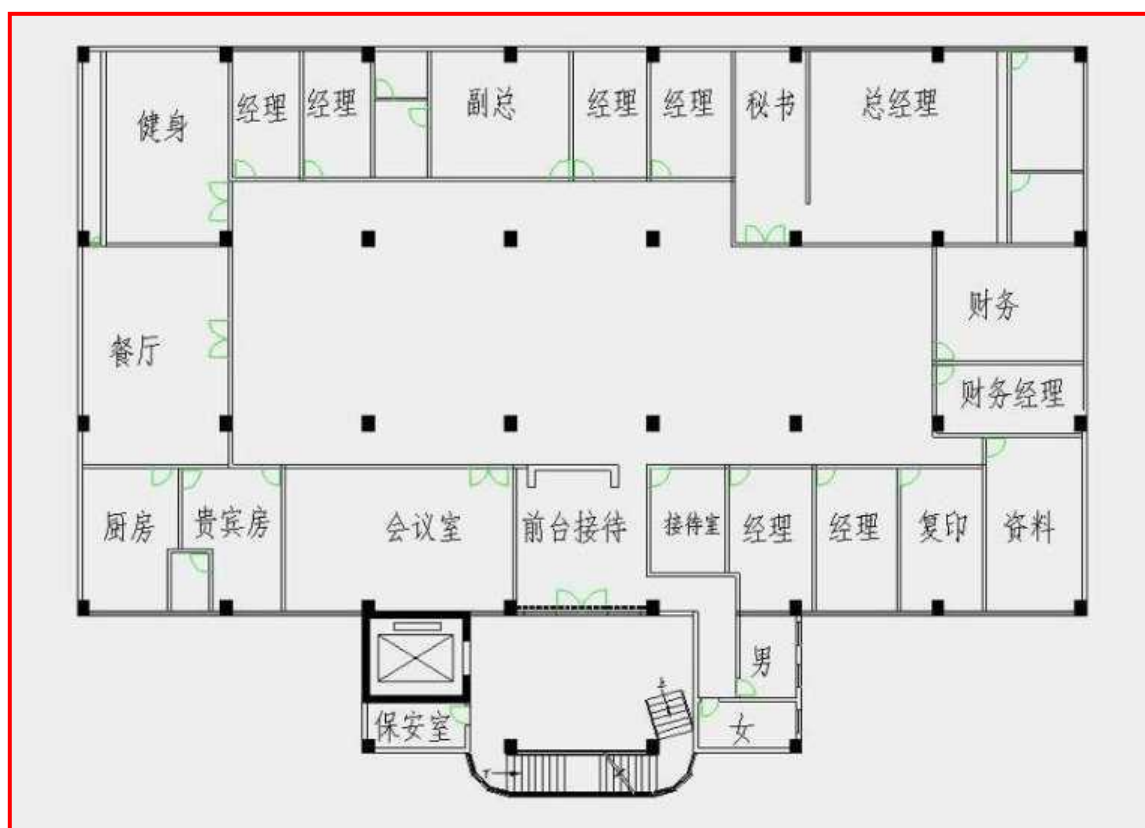 健身
经理
经理
副总
经理
经理
秘书
总经理
财务
餐厅
财务经理
厨房
贵宾房
会议室
前台接待
接待室
经理
经理
复印
资料
男
保安室
女
上
下